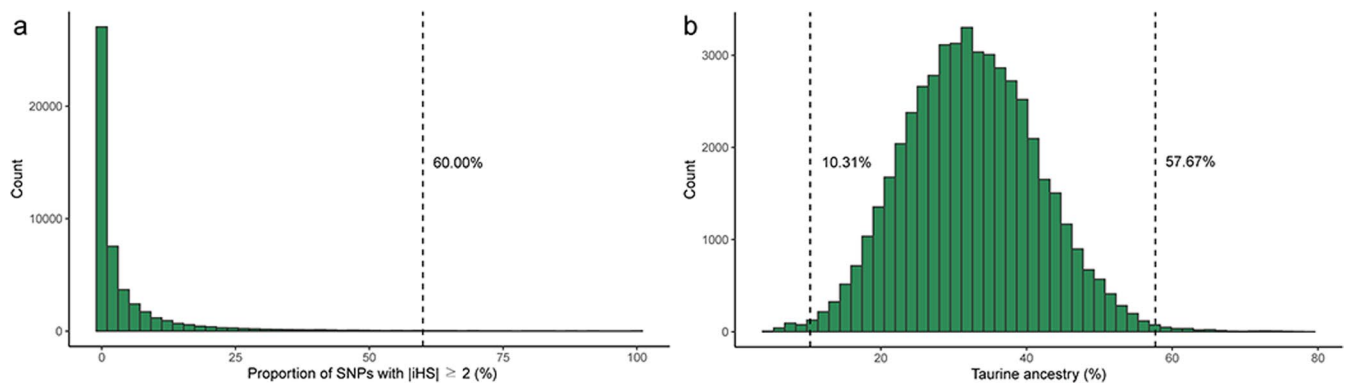 a
Count
20000
10000
0
60.00%
0 25 50 75 100
Proportion of SNPs with |iHS| ≥ 2 (%)
b
Count
3000
2000
1000
0
10.31%
57.67%
20 40 60 80
Taurine ancestry (%)